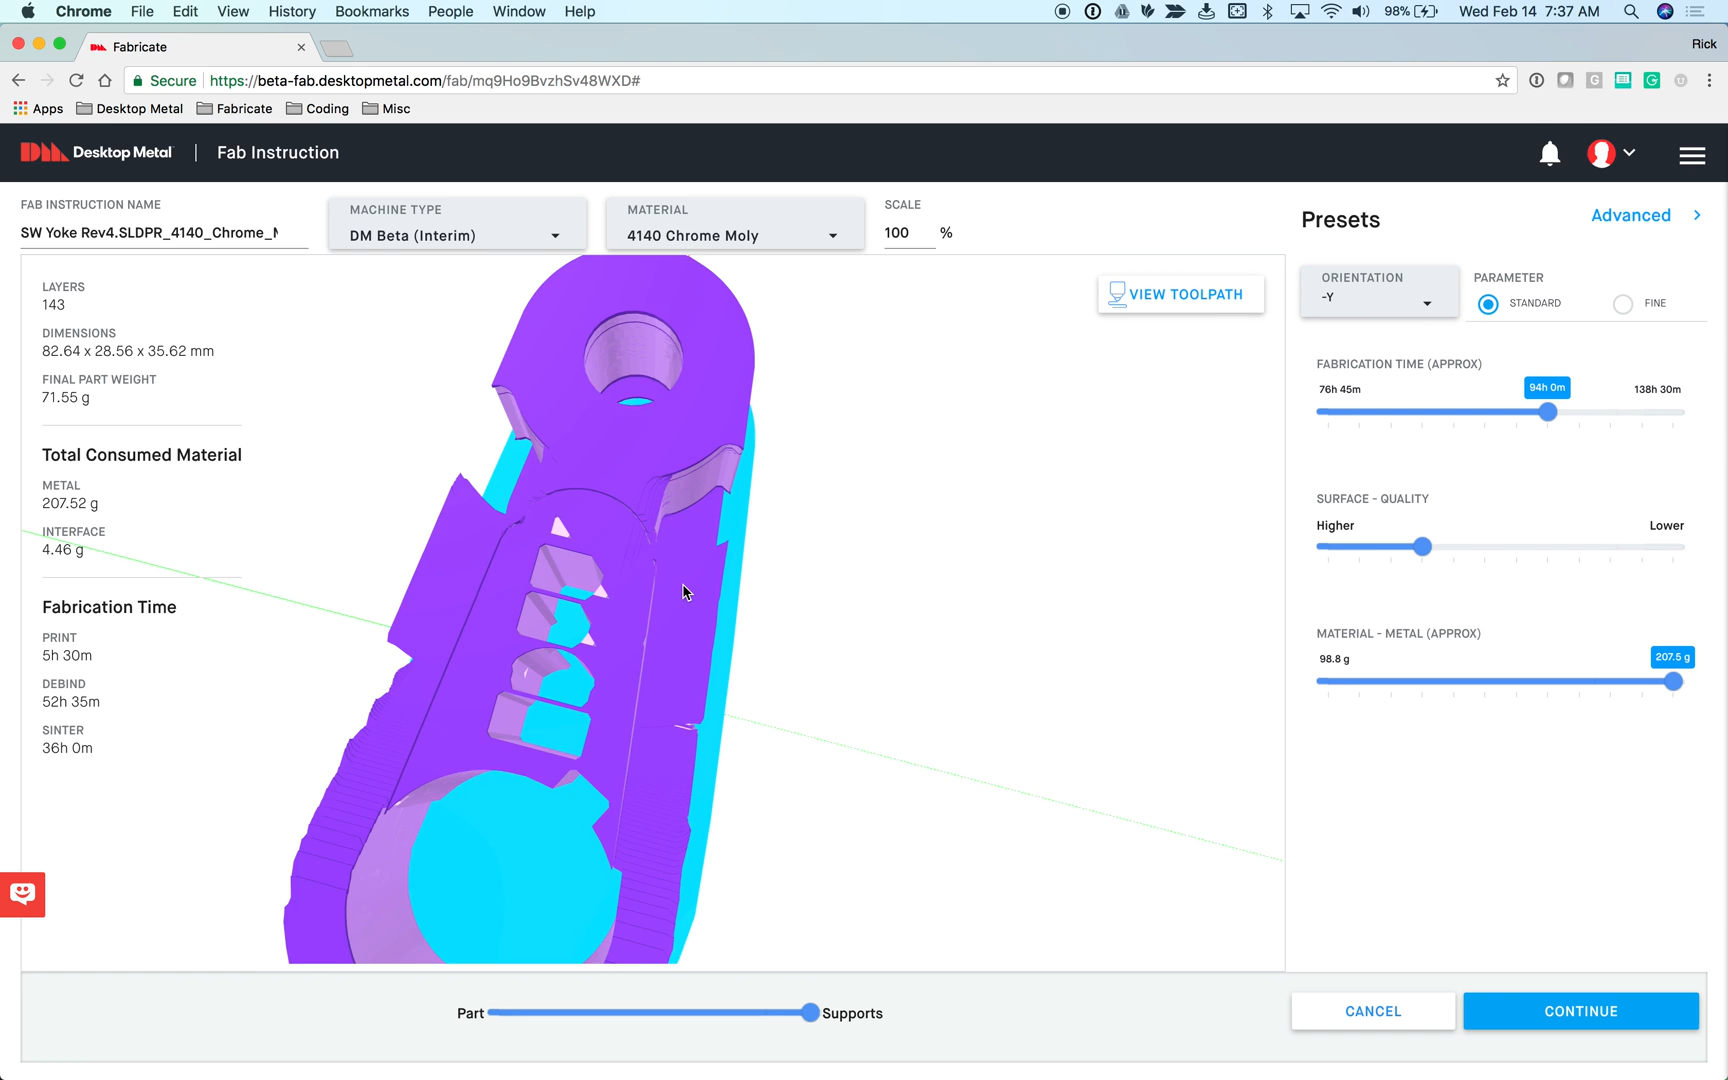 Chrome File Edit View History Bookmarks People Window Help 98% Wed Feb 14 7:37 AM
Fabricate Rick
Secure https://beta-fab.desktopmetal.com/fab/mq9Ho9BvzhSv48WXD#
Apps Desktop Metal Fabricate Coding Misc
Desktop Metal | Fab Instruction
FAB INSTRUCTION NAME
SW Yoke Rev4.SLDPR_4140_Chrome_
MACHINE TYPE
DM Beta (Interim)
MATERIAL
4140 Chrome Moly
SCALE
100 %
Presets
Advanced
LAYERS
143
DIMENSIONS
82.64 x 28.56 x 35.62 mm
FINAL PART WEIGHT
71.55 g
Total Consumed Material
METAL
207.52 g
INTERFACE
4.46 g
Fabrication Time
PRINT
5h 30m
DEBIND
52h 35m
SINTER
36h 0m
VIEW TOOLPATH
ORIENTATION
-Y
PARAMETER
STANDARD FINE
FABRICATION TIME (APPROX)
76h 45m 94h 0m 138h 30m
SURFACE - QUALITY
Higher Lower
MATERIAL - METAL (APPROX)
98.8 g 207.5 g
Part Supports
CANCEL CONTINUE